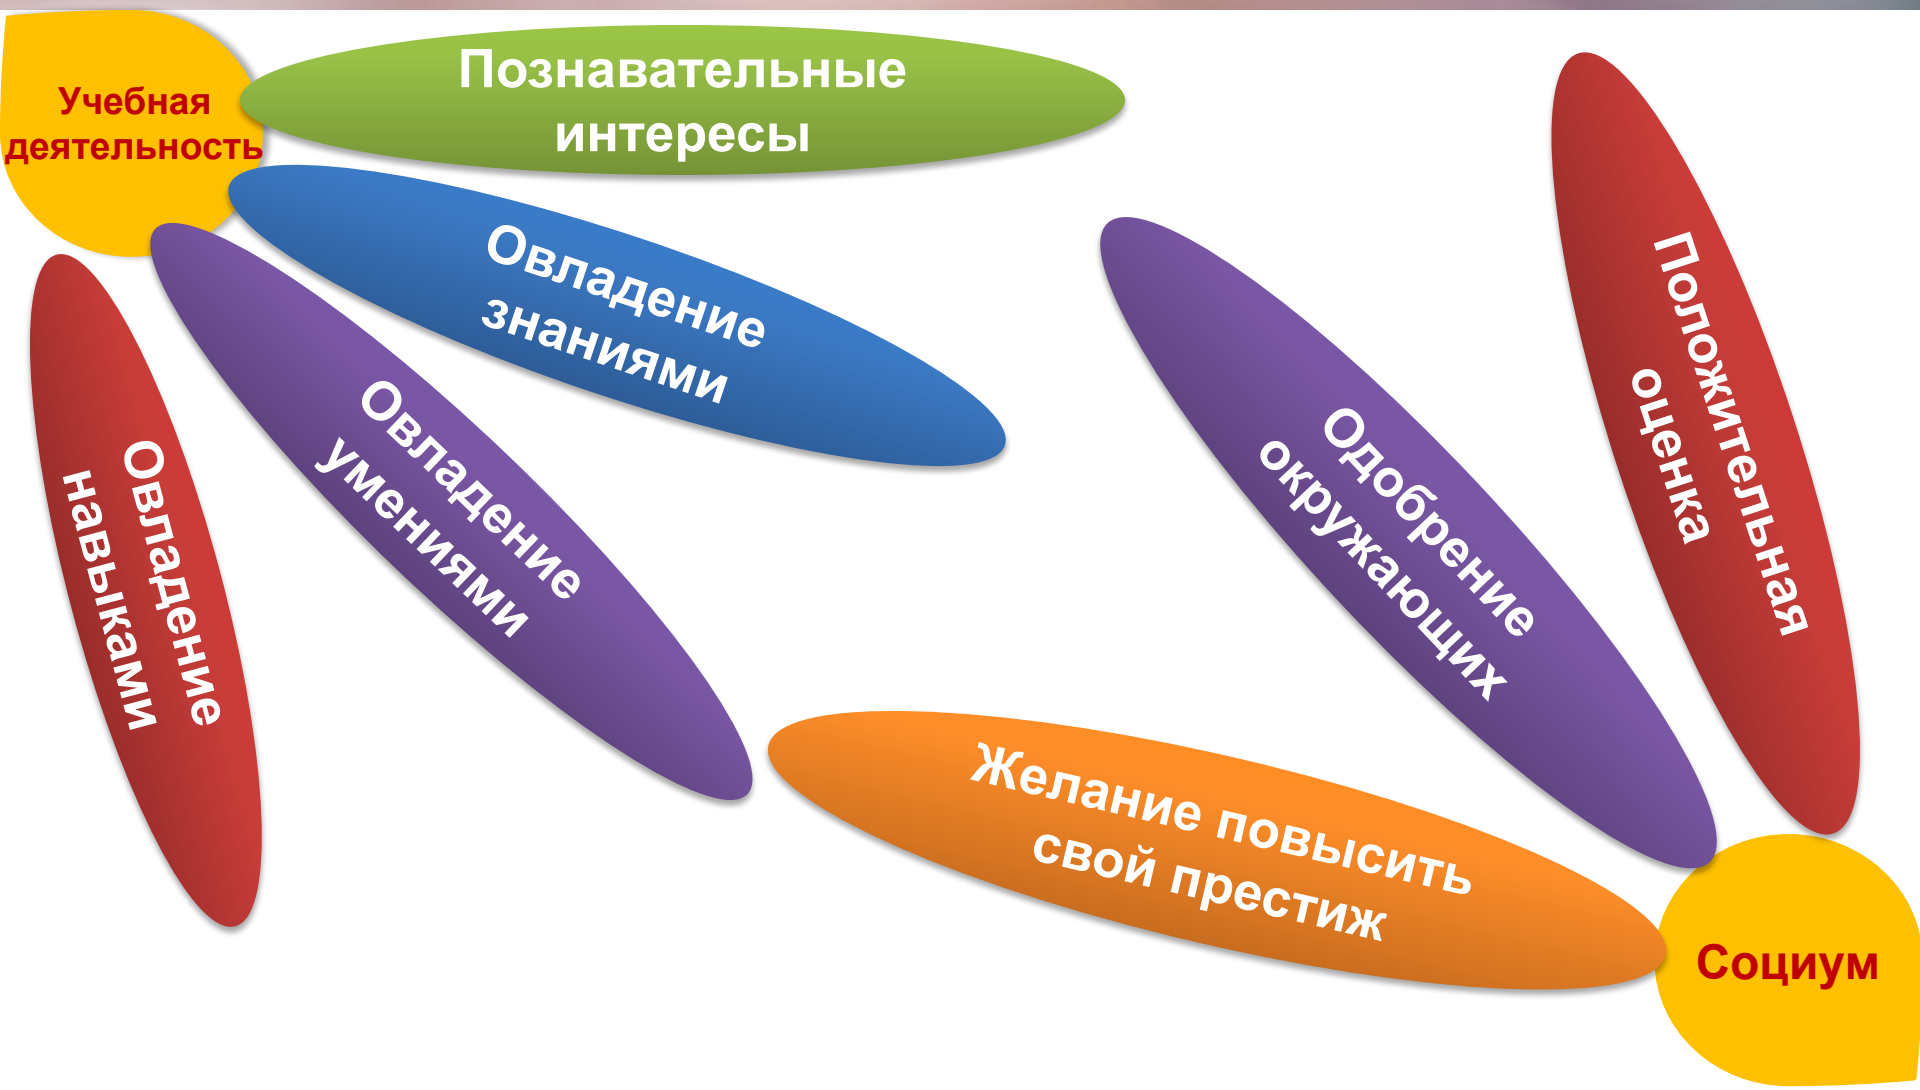 Учебная
деятельность
Познавательные
интересы
Овладение
знаниями
Овладение
умениями
Овладение
навыками
Положительная
оценка
Одобрение
окружающих
Желание повысить
свой престиж
Социум